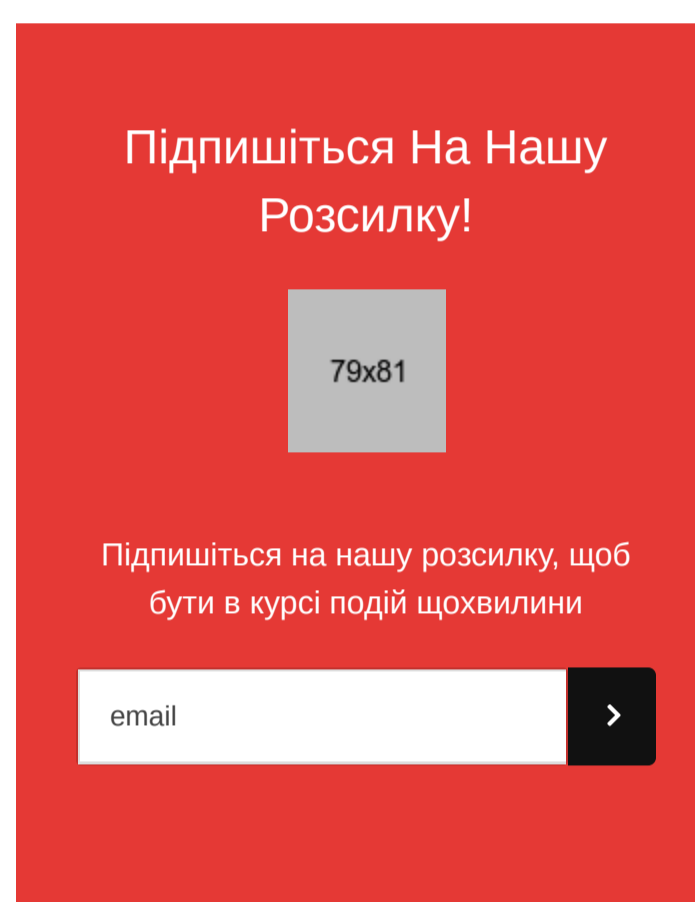 Підпишіться На Нашу
Розсилку!
79x81
Підпишіться на нашу розсилку, щоб
бути в курсі подій щохвилини
email